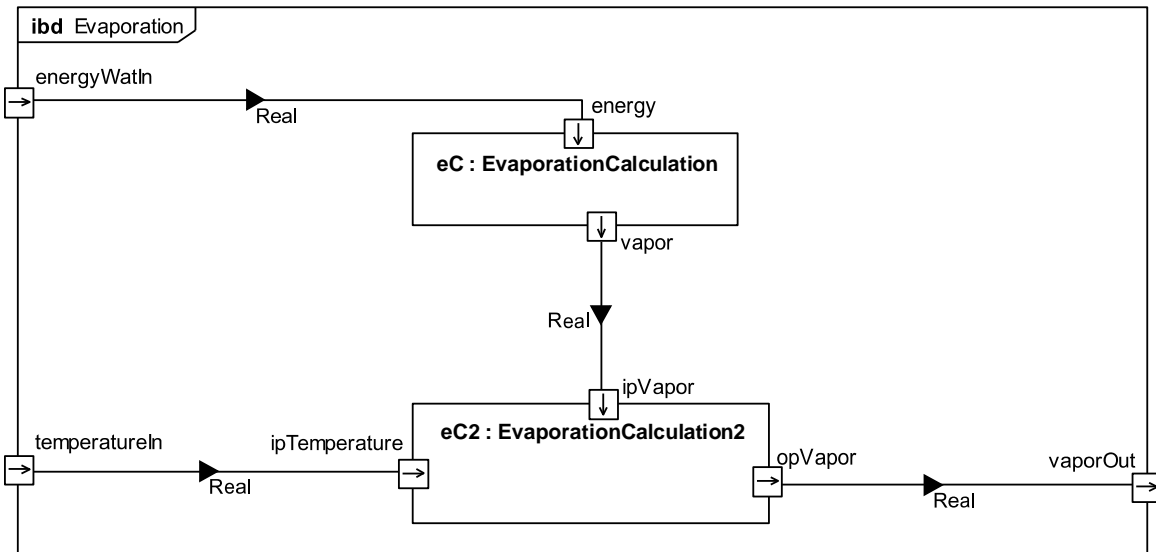 ibd Evaporation
energyWatIn
Real
energy
eC : EvaporationCalculation
vapor
Real
ipVapor
eC2 : EvaporationCalculation2
temperatureIn
ipTemperature
Real
opVapor
vaporOut
Real